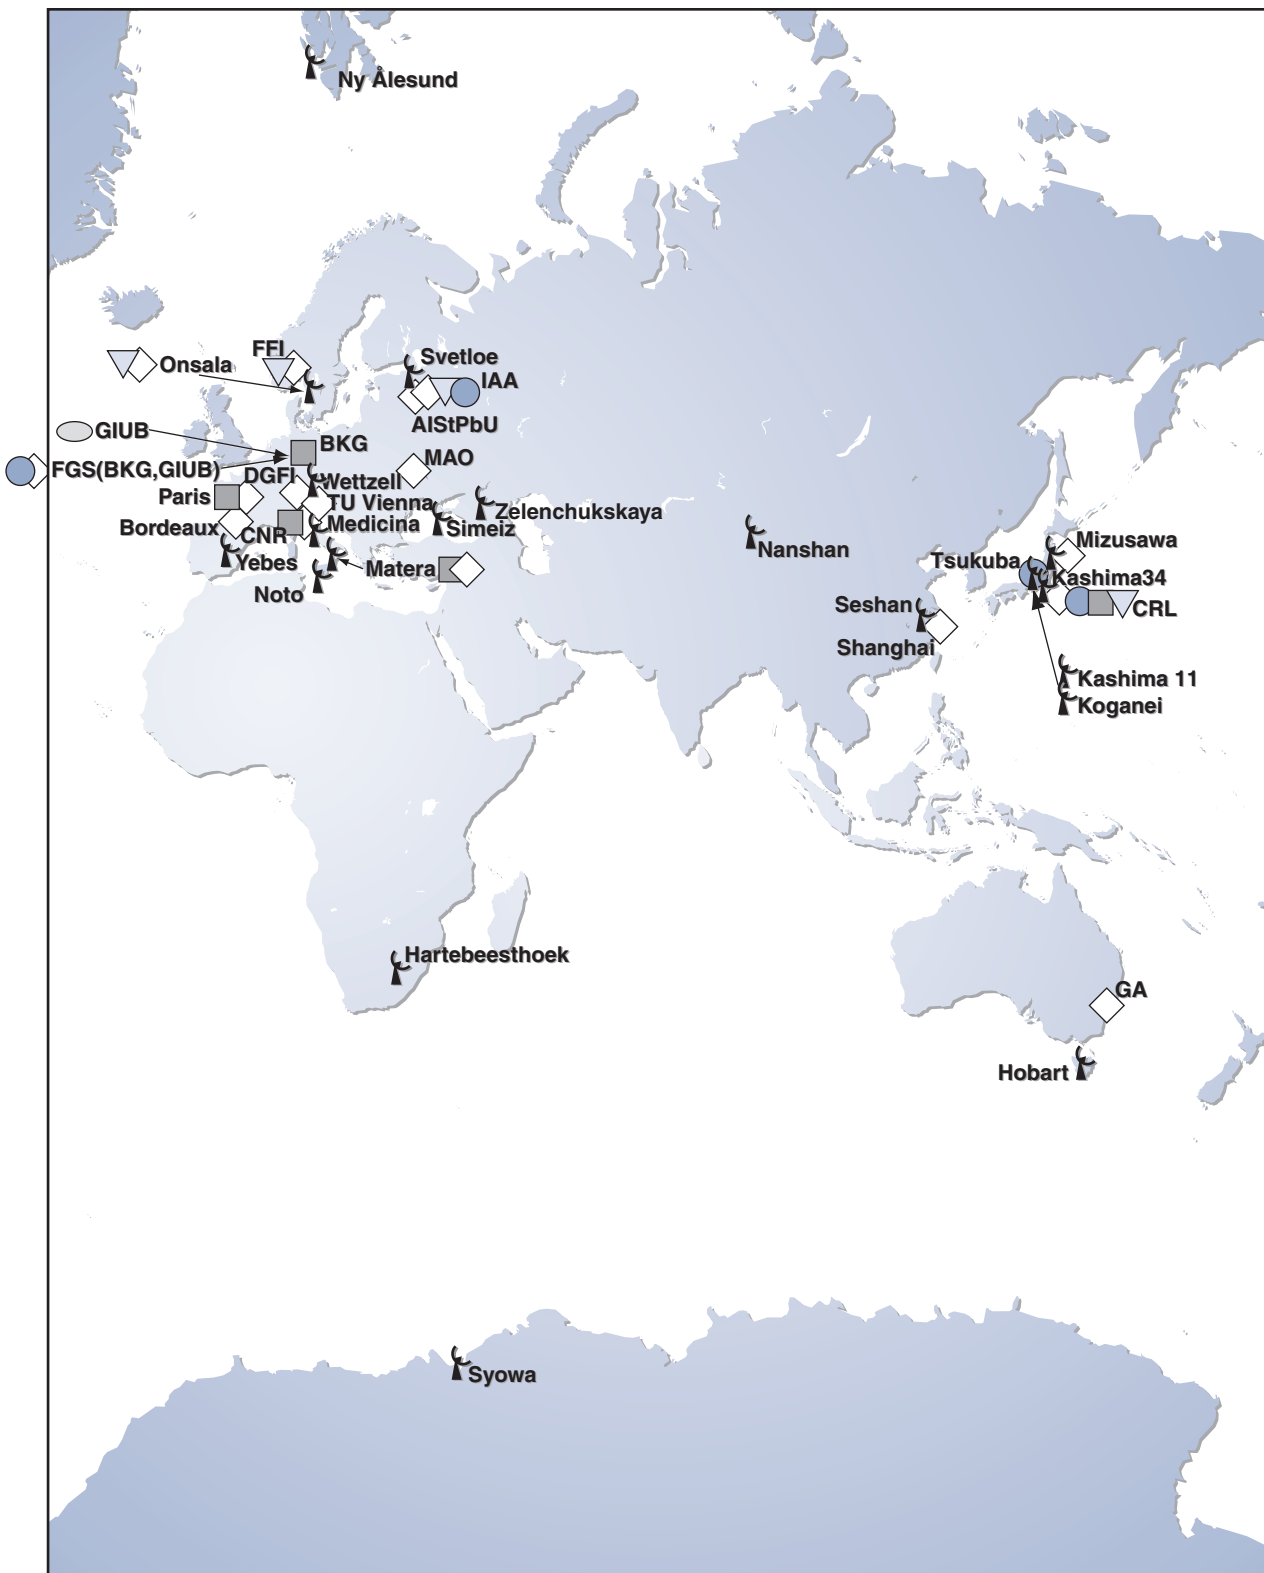 Ny Ålesund
FFI
Svetloe
Onsala
IAA
AlStPbU
GIUB
BKG
MAO
FGS(BKG,GIUB)
DGFI
Wettzell
Paris
TU Vienna
Zelenchukskaya
Medicina
Bordeaux
Simeiz
CNR
Mizusawa
Nanshan
Yebes
Tsukuba
Matera
Kashima34
Noto
Seshan
CRL
Shanghai
Kashima 11
Koganei
Hartebeesthoek
GA
Hobart
Syowa